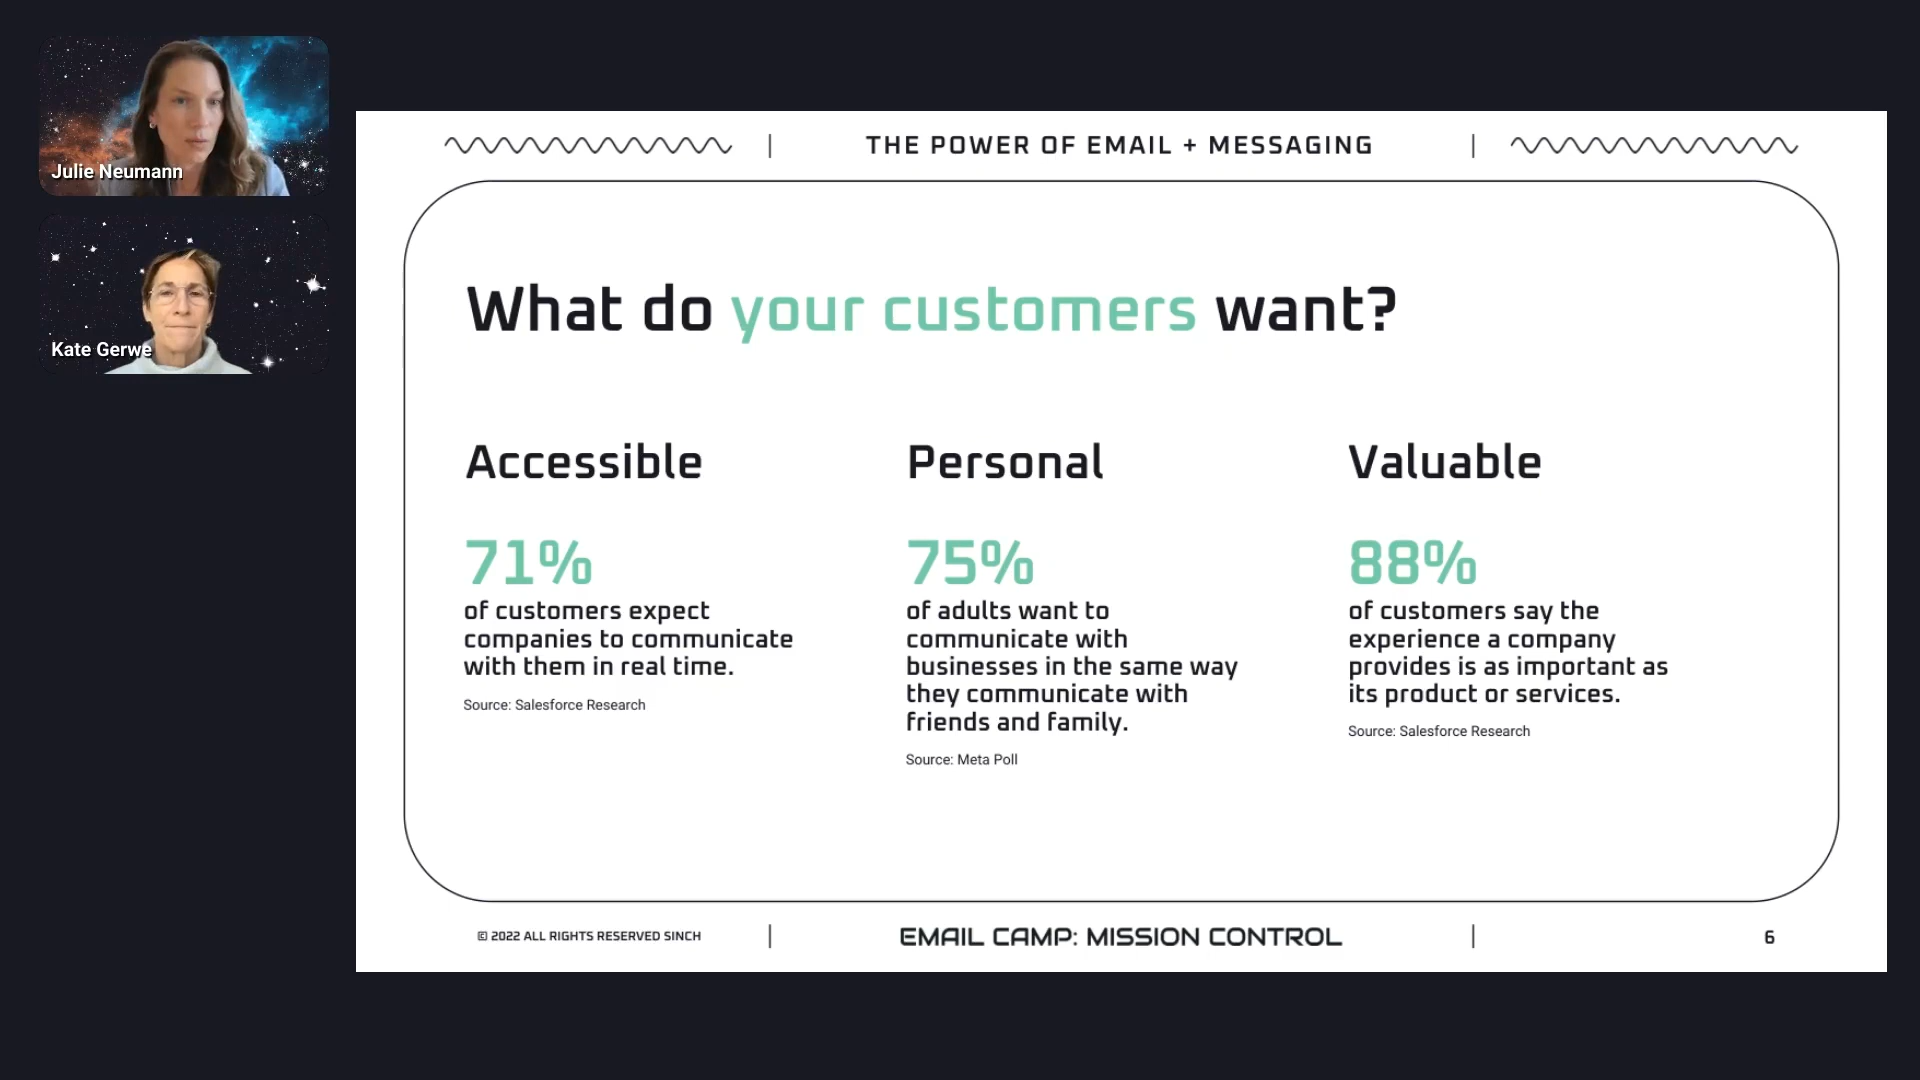 Julie Neumann
Kate Gerwe
THE POWER OF EMAIL + MESSAGING
What do your customers want?
Accessible
71%
of customers expect
companies to communicate
with them in real time.
Source: Salesforce Research
Personal
75%
of adults want to
communicate with
businesses in the same way
they communicate with
friends and family.
Source: Meta Poll
Valuable
88%
of customers say the
experience a company
provides is as important as
its product or services.
Source: Salesforce Research
© 2022 ALL RIGHTS RESERVED SINCH
EMAIL CAMP: MISSION CONTROL
6